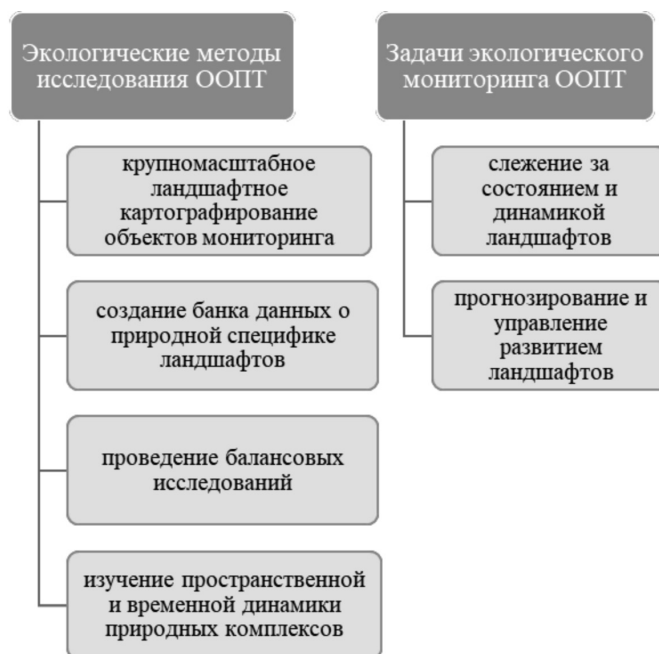 Экологические методы
исследования ООПТ
крупномасштабное
ландшафтное
картографирование
объектов мониторинга
создание банка данных о
природной специфике
ландшафтов
проведение балансовых
исследований
изучение пространственной
и временной динамики
природных комплексов
Задачи экологического
мониторинга ООПТ
слежение за
состоянием и
динамикой
ландшафтов
прогнозирование и
управление
развитием
ландшафтов